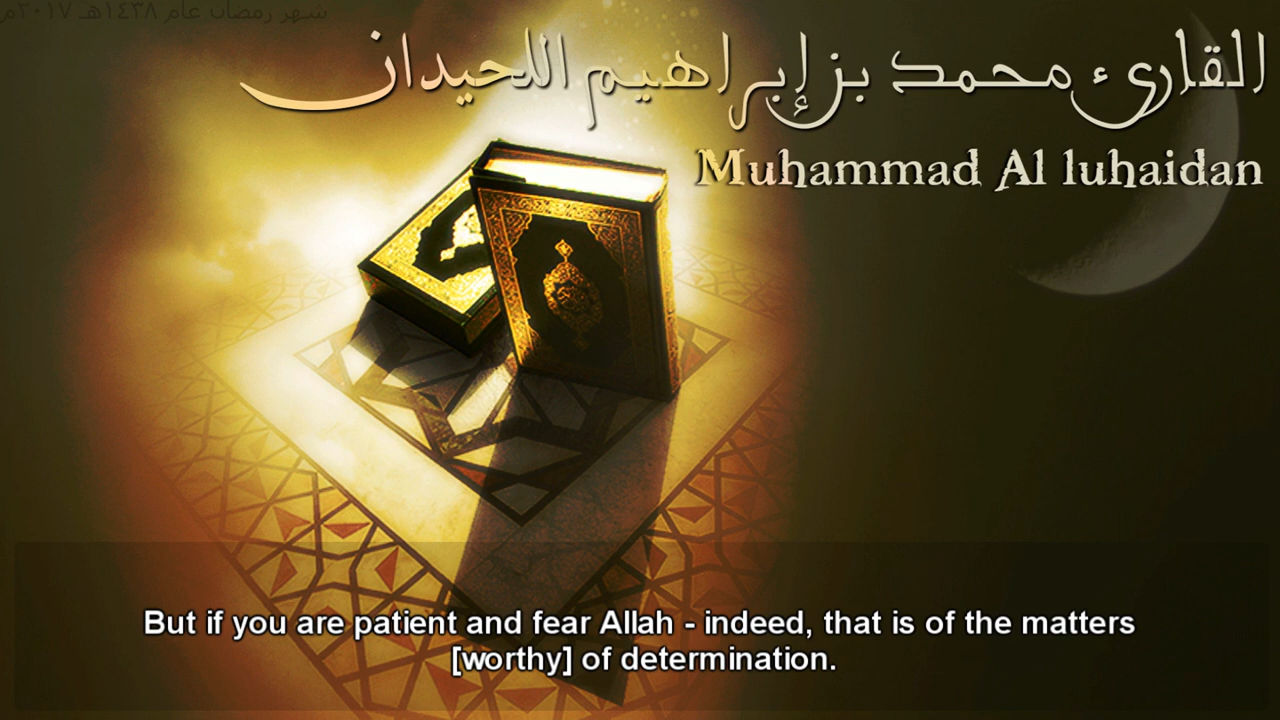 شهر رمضان عام ١٤٣٨هـ ٢٠١٧م
القارئ محمد بن إبراهيم اللحيدان
Muhammad Al luhaidan
But if you are patient and fear Allah - indeed, that is of the matters
[worthy] of determination.